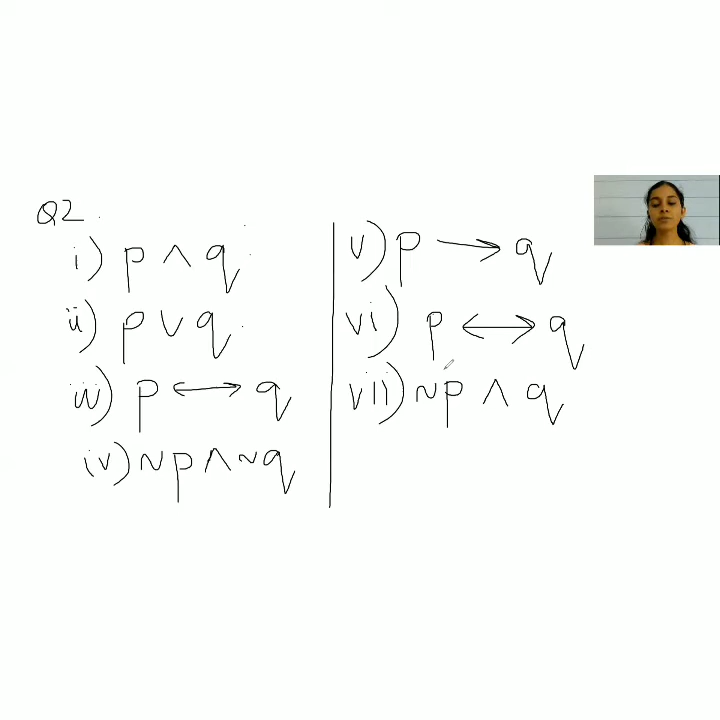 Q2.
i) p ∧ q
ii) p ∨ q
iii) p ↔ q
iv) ~p ∧ ~q
v) p → q
vi) p ↔ q
vii) ~p ∧ q